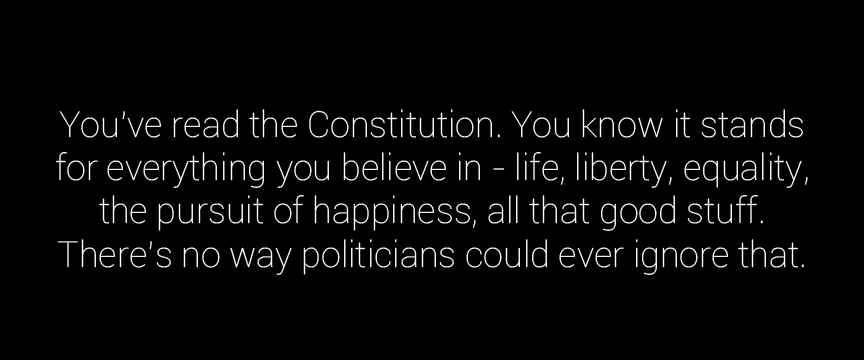 You've read the Constitution. You know it stands
for everything you believe in - life, liberty, equality,
the pursuit of happiness, all that good stuff.
There's no way politicians could ever ignore that.